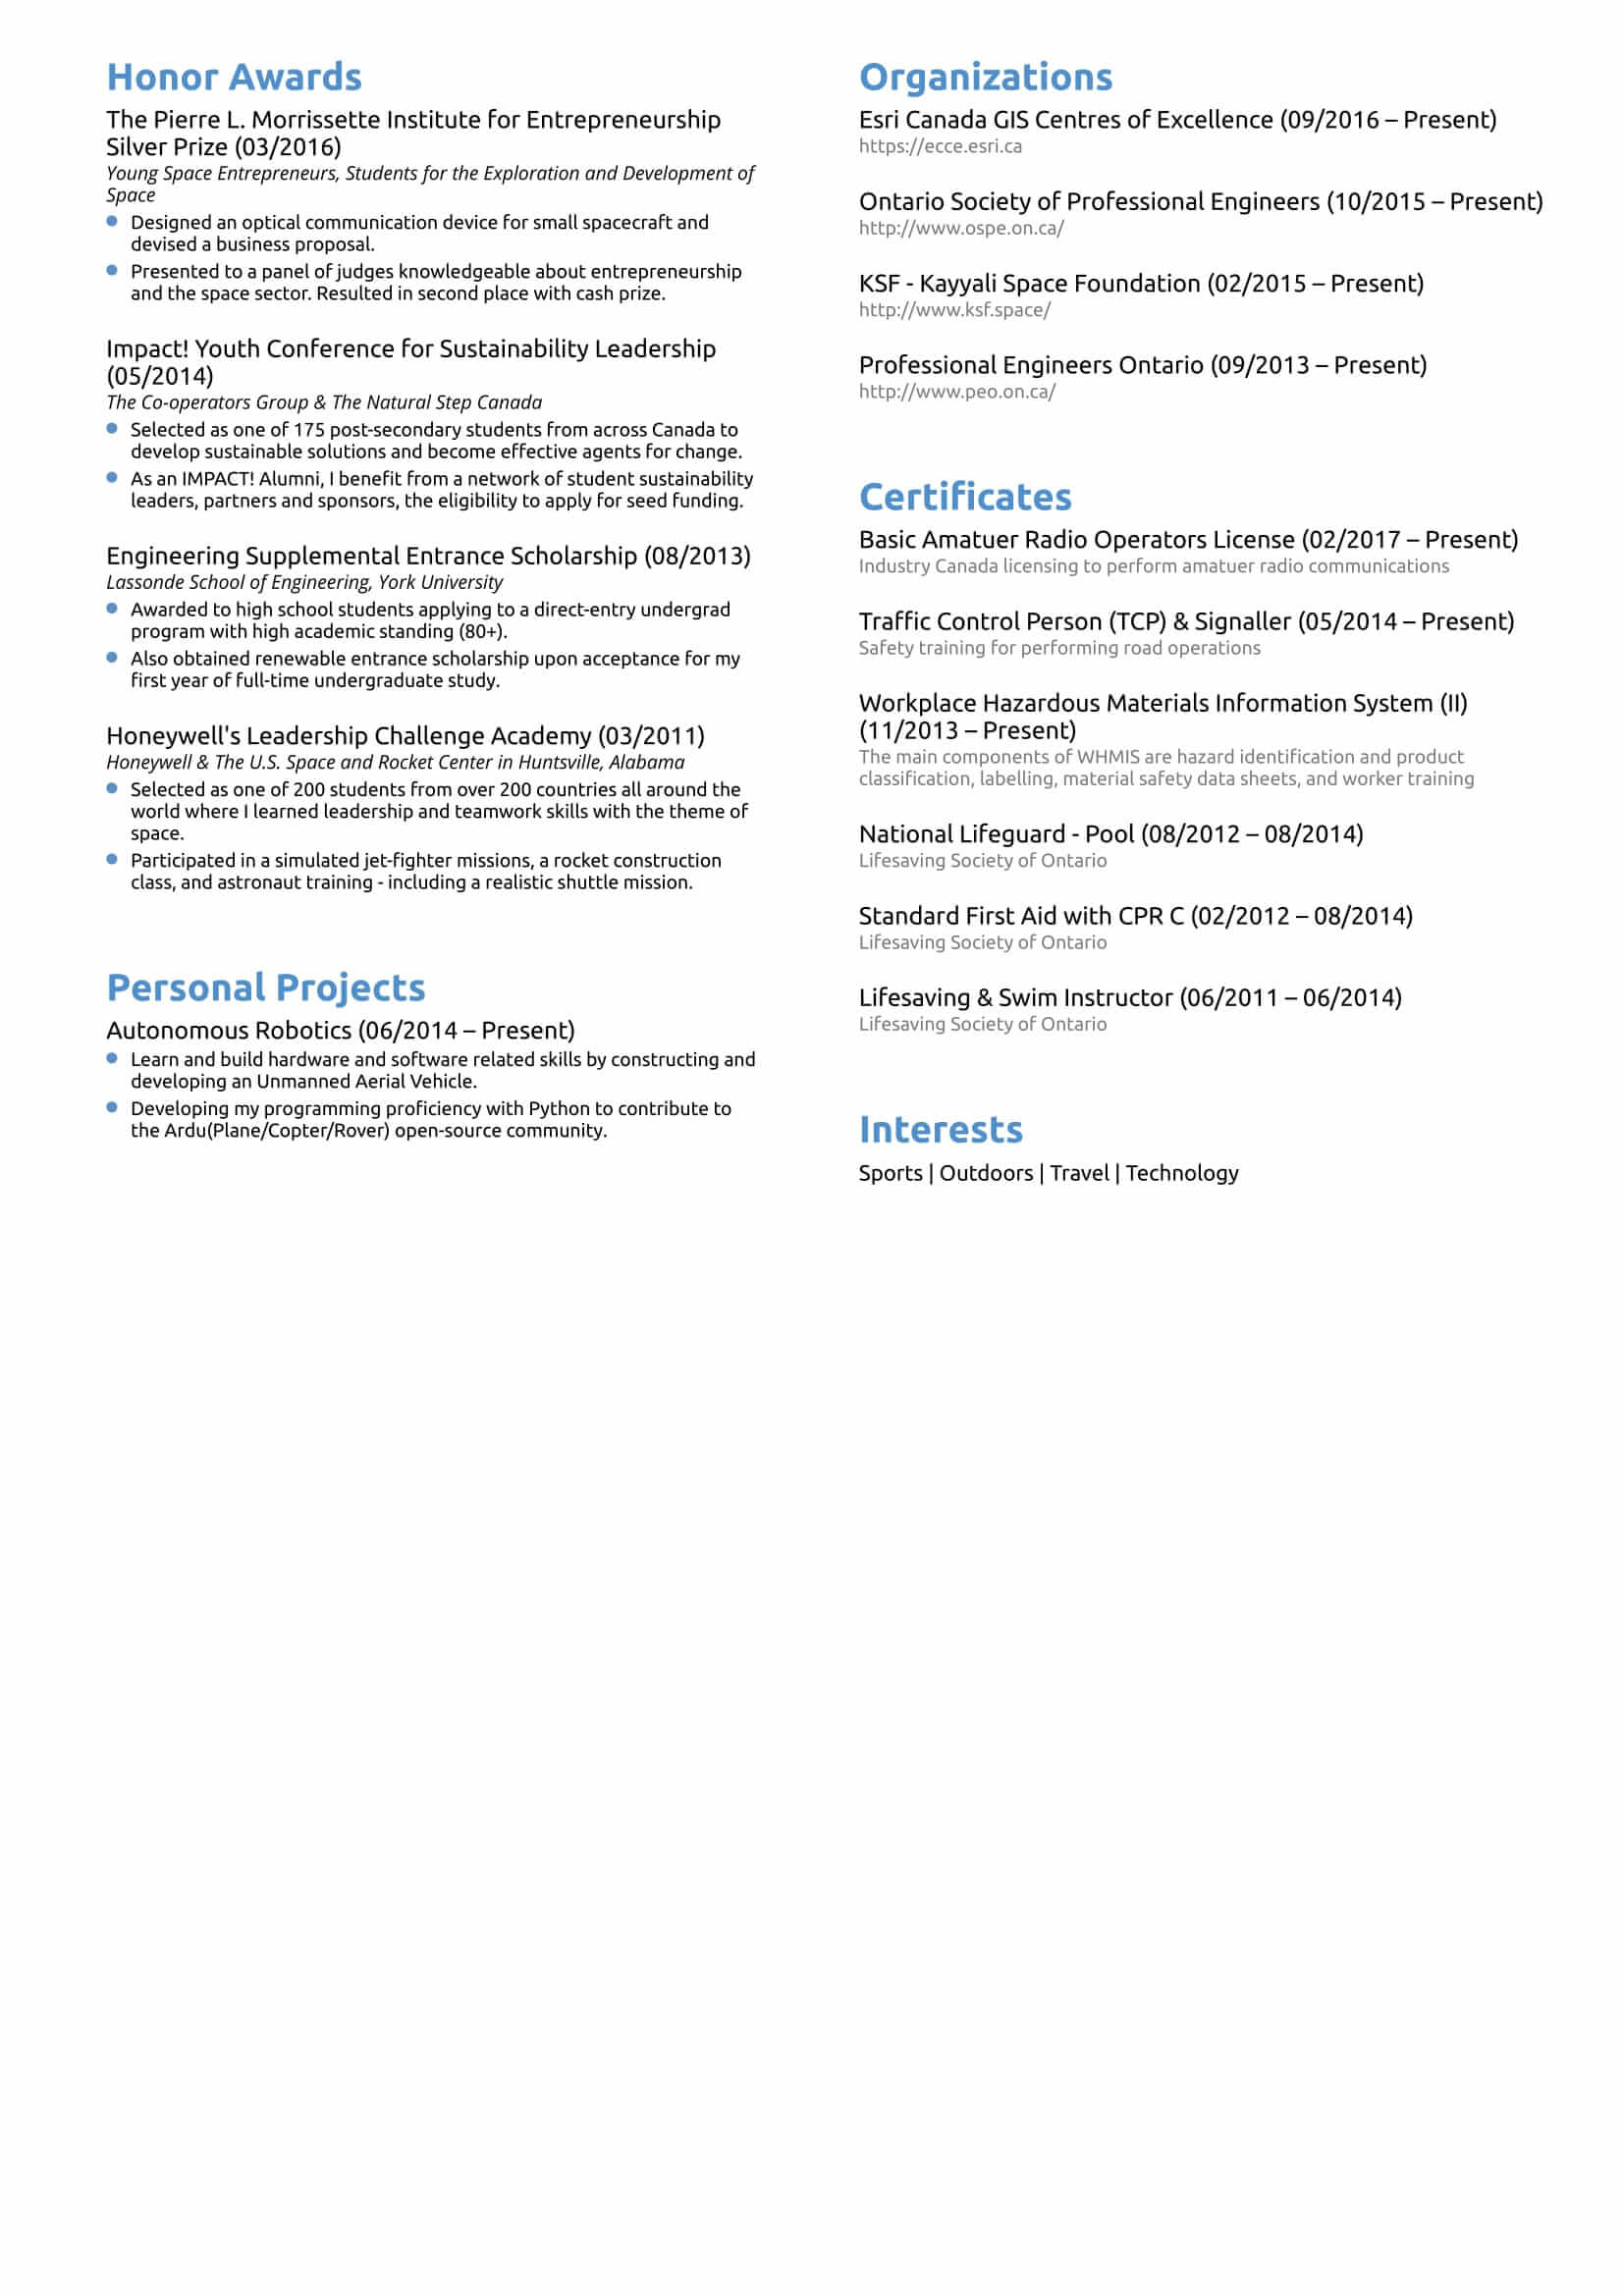 Honor Awards
The Pierre L. Morrissette Institute for Entrepreneurship
Silver Prize (03/2016)
Young Space Entrepreneurs, Students for the Exploration and Development of
Space
Designed an optical communication device for small spacecraft and
devised a business proposal.
Presented to a panel of judges knowledgeable about entrepreneurship
and the space sector. Resulted in second place with cash prize.
Impact! Youth Conference for Sustainability Leadership
(05/2014)
The Co-operators Group & The Natural Step Canada
Selected as one of 175 post-secondary students from across Canada to
develop sustainable solutions and become effective agents for change.
As an IMPACT! Alumni, I benefit from a network of student sustainability
leaders, partners and sponsors, the eligibility to apply for seed funding.
Engineering Supplemental Entrance Scholarship (08/2013)
Lassonde School of Engineering, York University
Awarded to high school students applying to a direct-entry undergrad
program with high academic standing (80+).
Also obtained renewable entrance scholarship upon acceptance for my
first year of full-time undergraduate study.
Honeywell's Leadership Challenge Academy (03/2011)
Honeywell & The U.S. Space and Rocket Center in Huntsville, Alabama
Selected as one of 200 students from over 200 countries all around the
world where I learned leadership and teamwork skills with the theme of
space.
Participated in a simulated jet-fighter missions, a rocket construction
class, and astronaut training - including a realistic shuttle mission.
Personal Projects
Autonomous Robotics (06/2014 – Present)
Learn and build hardware and software related skills by constructing and
developing an Unmanned Aerial Vehicle.
Developing my programming proficiency with Python to contribute to
the Ardu(Plane/Copter/Rover) open-source community.
Organizations
Esri Canada GIS Centres of Excellence (09/2016 – Present)
https://ecce.esri.ca
Ontario Society of Professional Engineers (10/2015 – Present)
http://www.ospe.on.ca/
KSF - Kayyali Space Foundation (02/2015 – Present)
http://www.ksf.space/
Professional Engineers Ontario (09/2013 – Present)
http://www.peo.on.ca/
Certificates
Basic Amatuer Radio Operators License (02/2017 – Present)
Industry Canada licensing to perform amatuer radio communications
Traffic Control Person (TCP) & Signaller (05/2014 – Present)
Safety training for performing road operations
Workplace Hazardous Materials Information System (II)
(11/2013 – Present)
The main components of WHMIS are hazard identification and product
classification, labelling, material safety data sheets, and worker training
National Lifeguard - Pool (08/2012 – 08/2014)
Lifesaving Society of Ontario
Standard First Aid with CPR C (02/2012 – 08/2014)
Lifesaving Society of Ontario
Lifesaving & Swim Instructor (06/2011 – 06/2014)
Lifesaving Society of Ontario
Interests
Sports | Outdoors | Travel | Technology